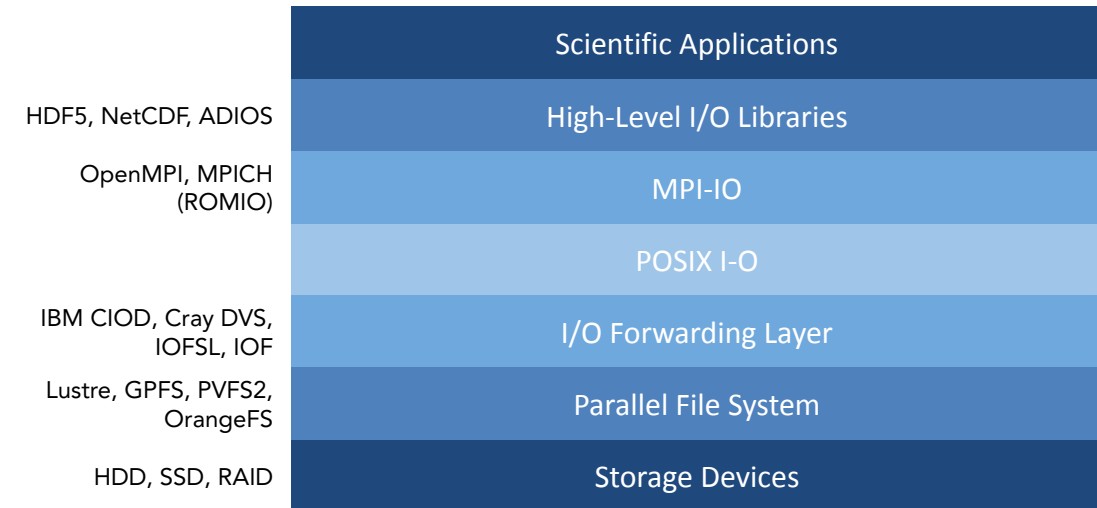 Scientific Applications
HDF5, NetCDF, ADIOS
High-Level I/O Libraries
OpenMPI, MPICH
(ROMIO)
MPI-IO
POSIX I-O
IBM CIOD, Cray DVS,
IOFSL, IOF
I/O Forwarding Layer
Lustre, GPFS, PVFS2,
OrangeFS
Parallel File System
HDD, SSD, RAID
Storage Devices